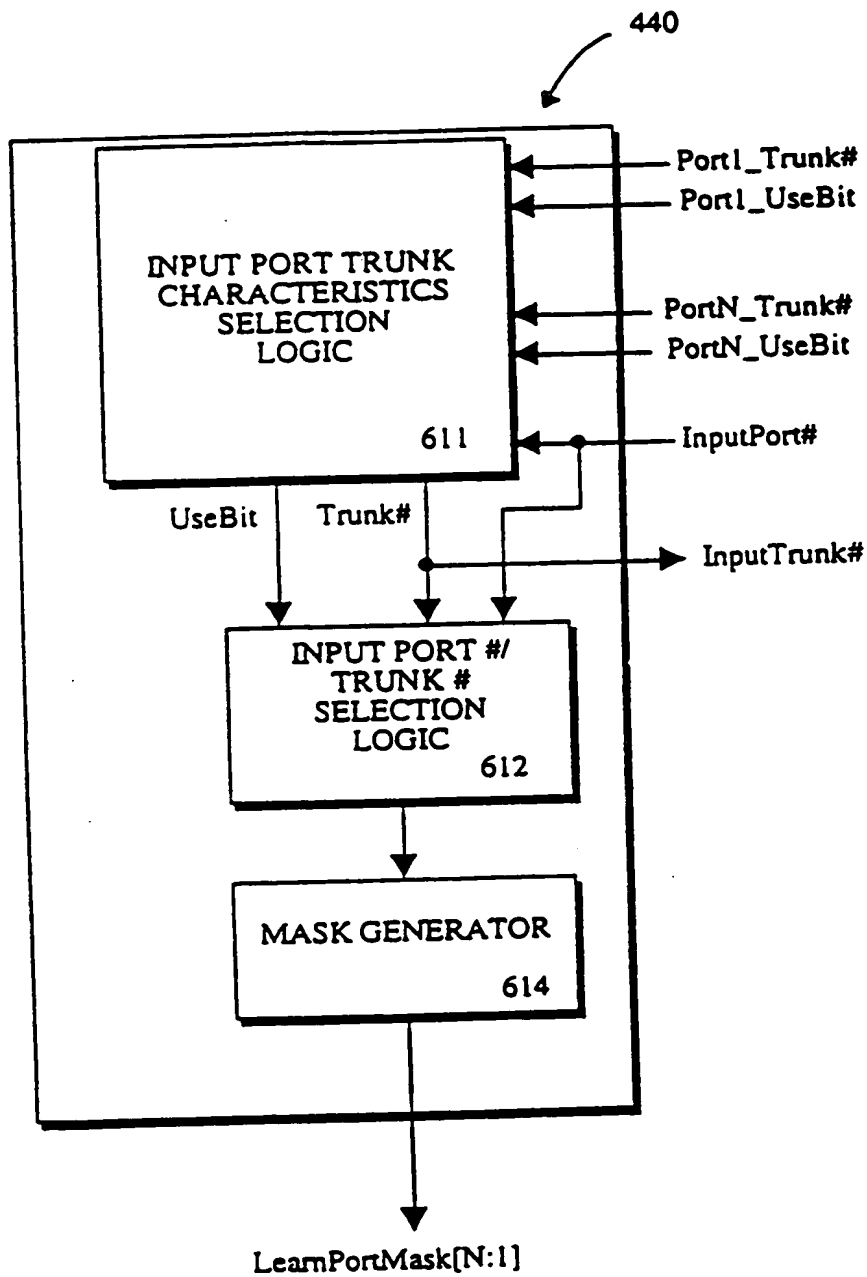 440
Port1_Trunk#
Port1_UseBit
INPUT PORT TRUNK
CHARACTERISTICS
SELECTION
LOGIC
PortN_Trunk#
PortN_UseBit
611
InputPort#
UseBit
Trunk#
InputTrunk#
INPUT PORT #/
TRUNK #
SELECTION
LOGIC
612
MASK GENERATOR
614
LearnPortMask[N:1]